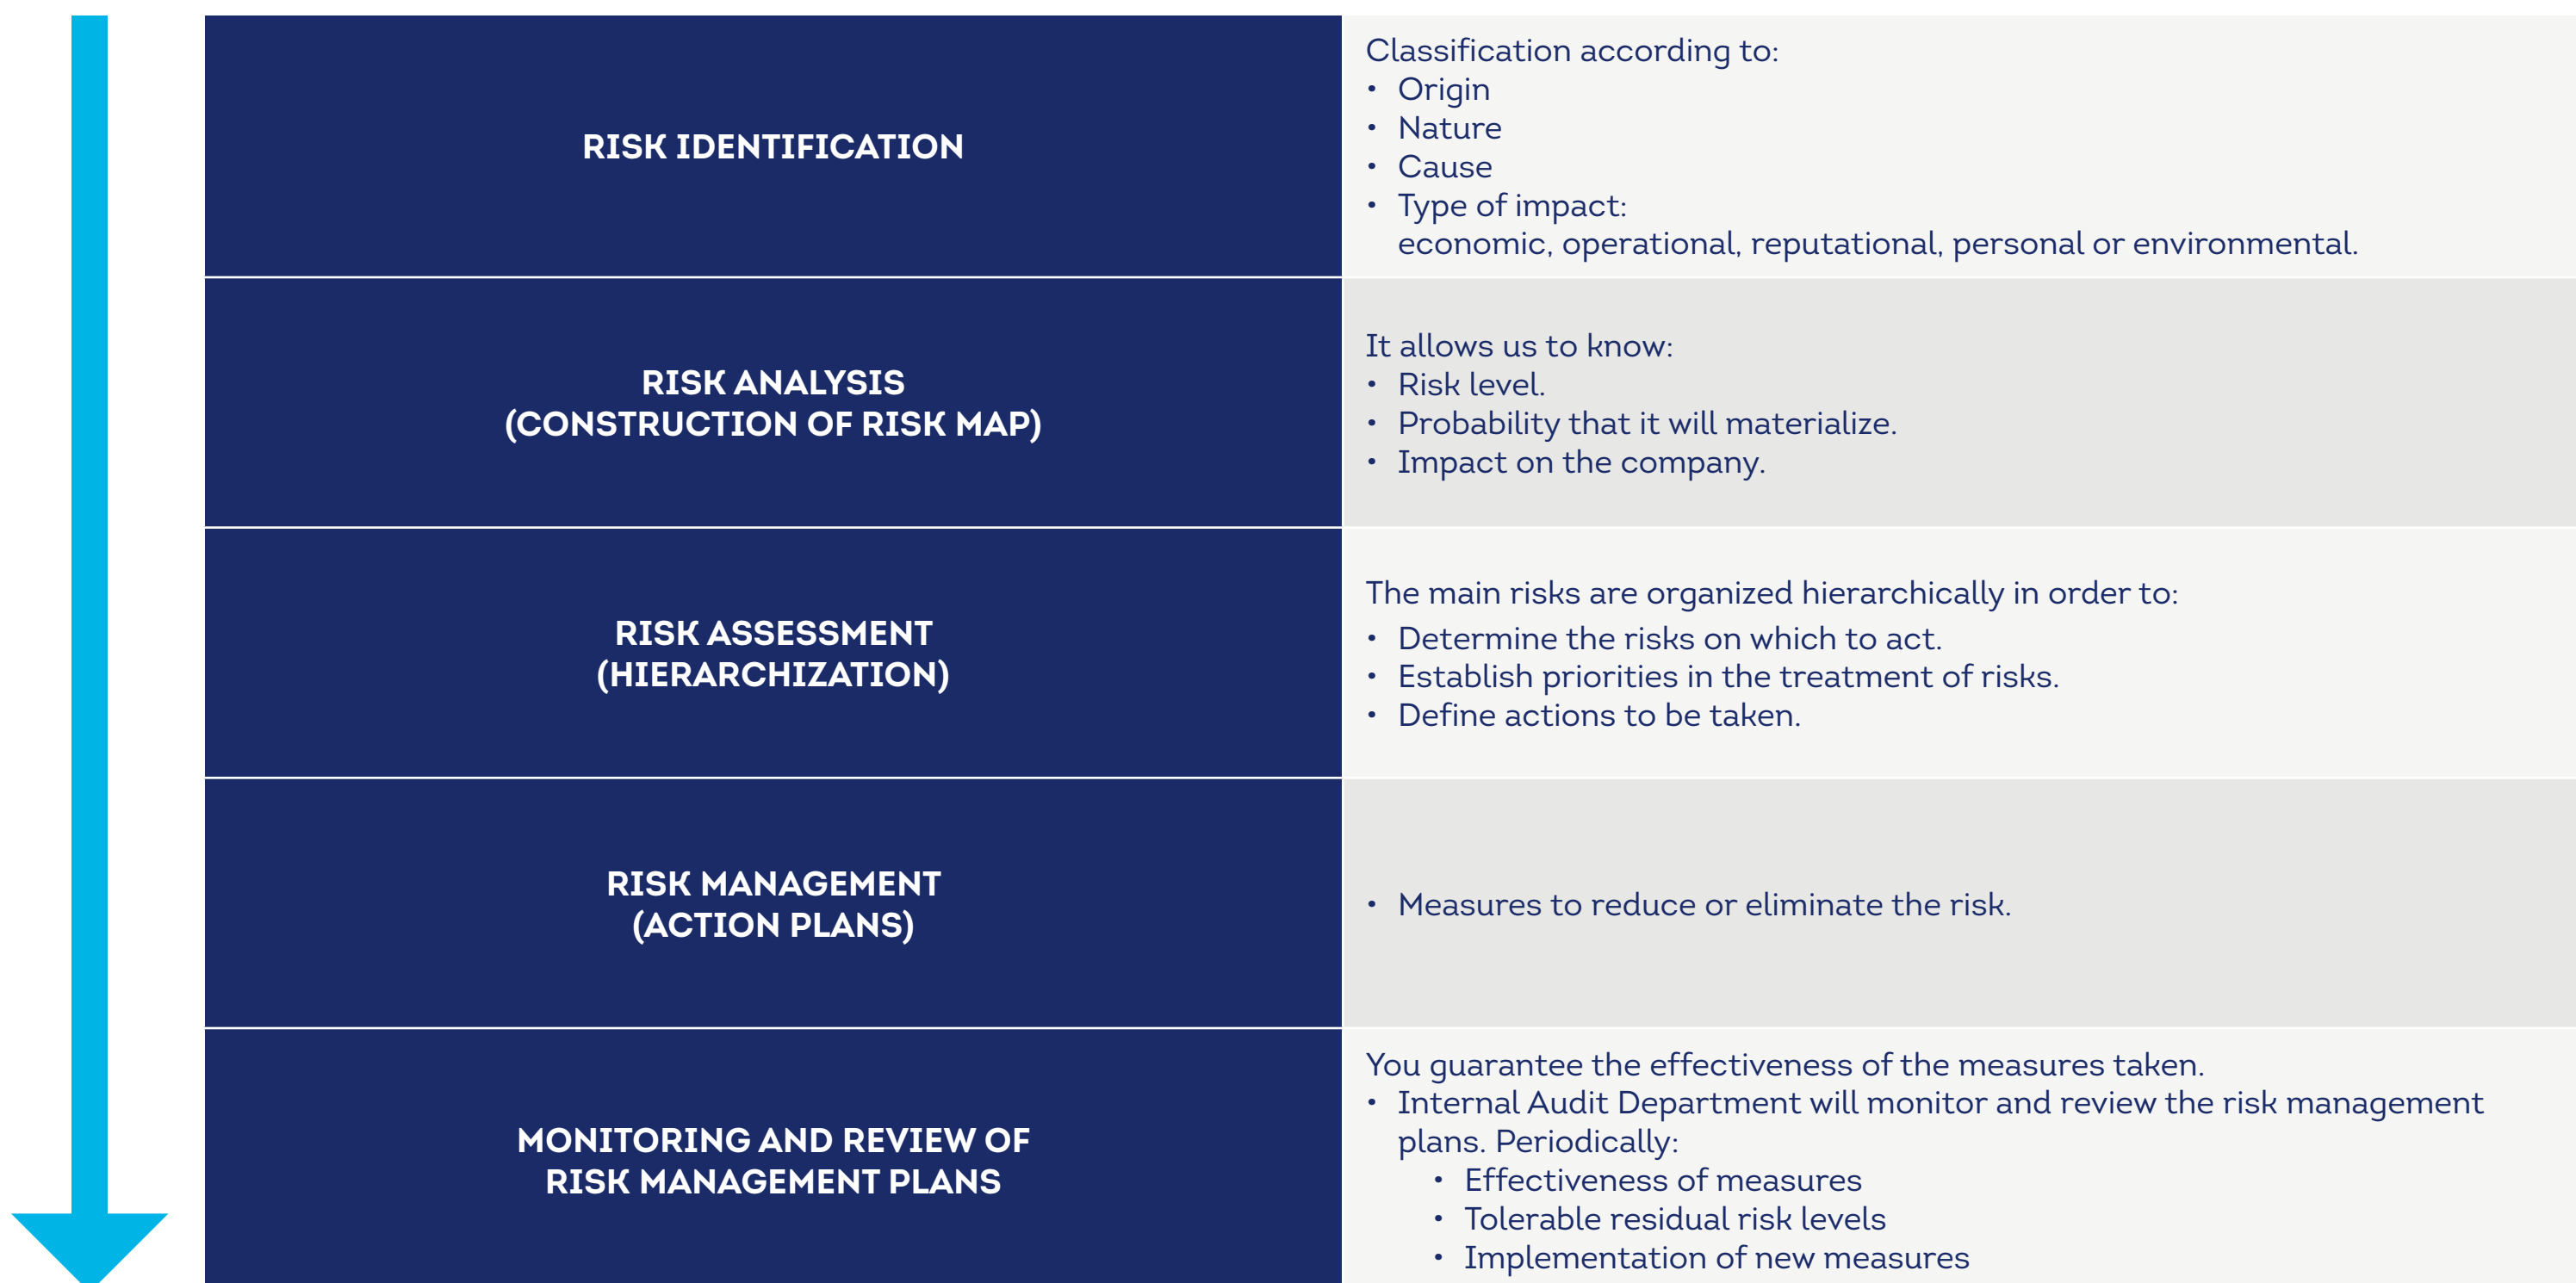 RISK IDENTIFICATION
Classification according to:
• Origin
• Nature
• Cause
• Type of impact:
economic, operational, reputational, personal or environmental.
RISK ANALYSIS
(CONSTRUCTION OF RISK MAP)
It allows us to know:
• Risk level.
• Probability that it will materialize.
• Impact on the company.
RISK ASSESSMENT
(HIERARCHIZATION)
The main risks are organized hierarchically in order to:
• Determine the risks on which to act.
• Establish priorities in the treatment of risks.
• Define actions to be taken.
RISK MANAGEMENT
(ACTION PLANS)
• Measures to reduce or eliminate the risk.
MONITORING AND REVIEW OF
RISK MANAGEMENT PLANS
You guarantee the effectiveness of the measures taken.
• Internal Audit Department will monitor and review the risk management
plans. Periodically:
• Effectiveness of measures
• Tolerable residual risk levels
• Implementation of new measures